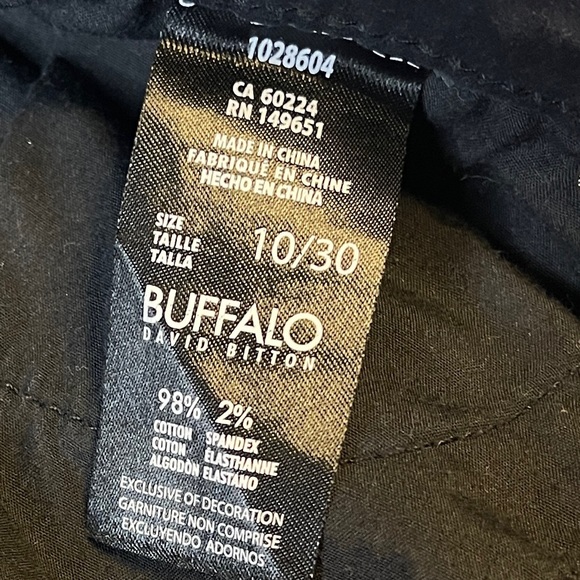 1028604
CA 60224
RN 149651
MADE IN CHINA
FABRIQUÉ EN CHINE
HECHO EN CHINA
SIZE
TAILLE
TALLA
10/30
BUFFALO
DAVID BITTON
98% 2%
COTTON SPANDEX
COTON ELASTHANNE
ALGODON ELASTANO
EXCLUSIVE OF DECORATION
GARNITURE NON COMPRISE
EXCLUYENDO ADORNOS